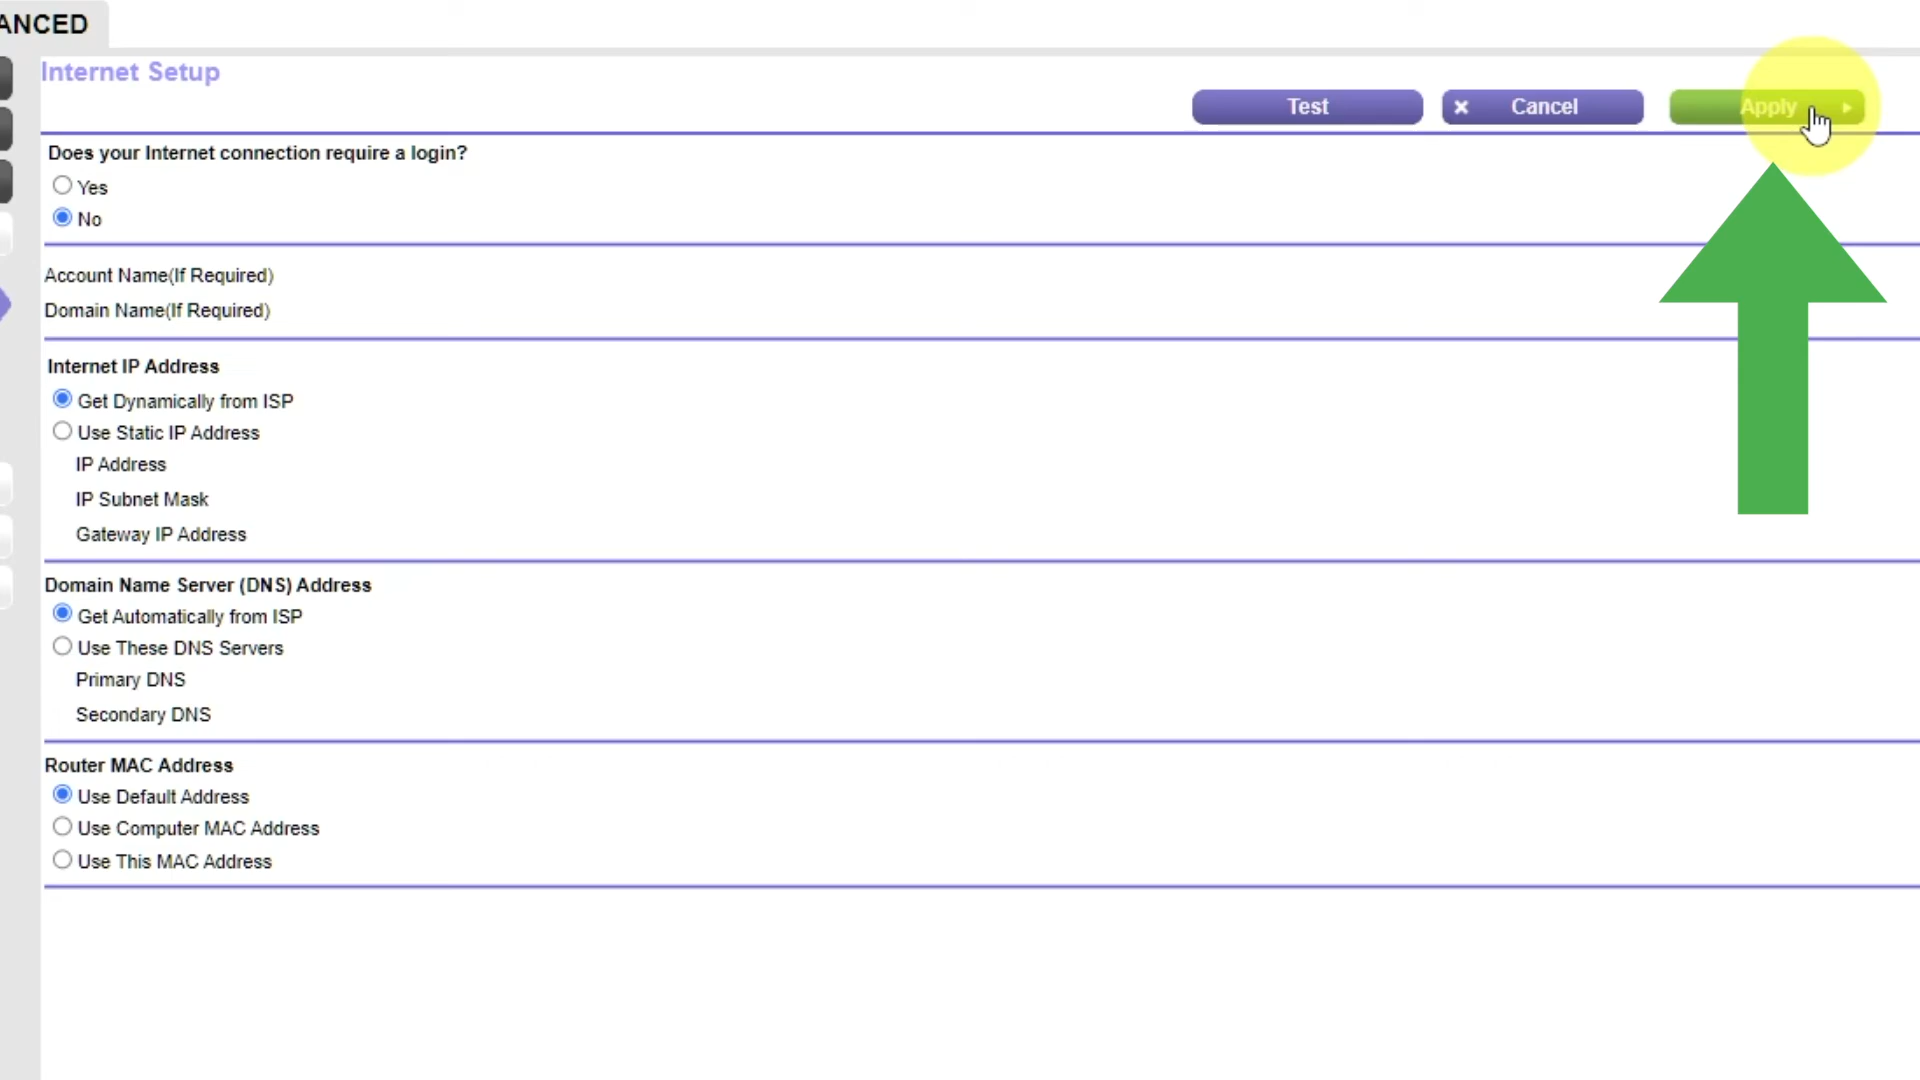 ANCED
Internet Setup
Test
Cancel
Apply
Does your Internet connection require a login?
Yes
No
Account Name(If Required)
Domain Name(If Required)
Internet IP Address
Get Dynamically from ISP
Use Static IP Address
IP Address
IP Subnet Mask
Gateway IP Address
Domain Name Server (DNS) Address
Get Automatically from ISP
Use These DNS Servers
Primary DNS
Secondary DNS
Router MAC Address
Use Default Address
Use Computer MAC Address
Use This MAC Address